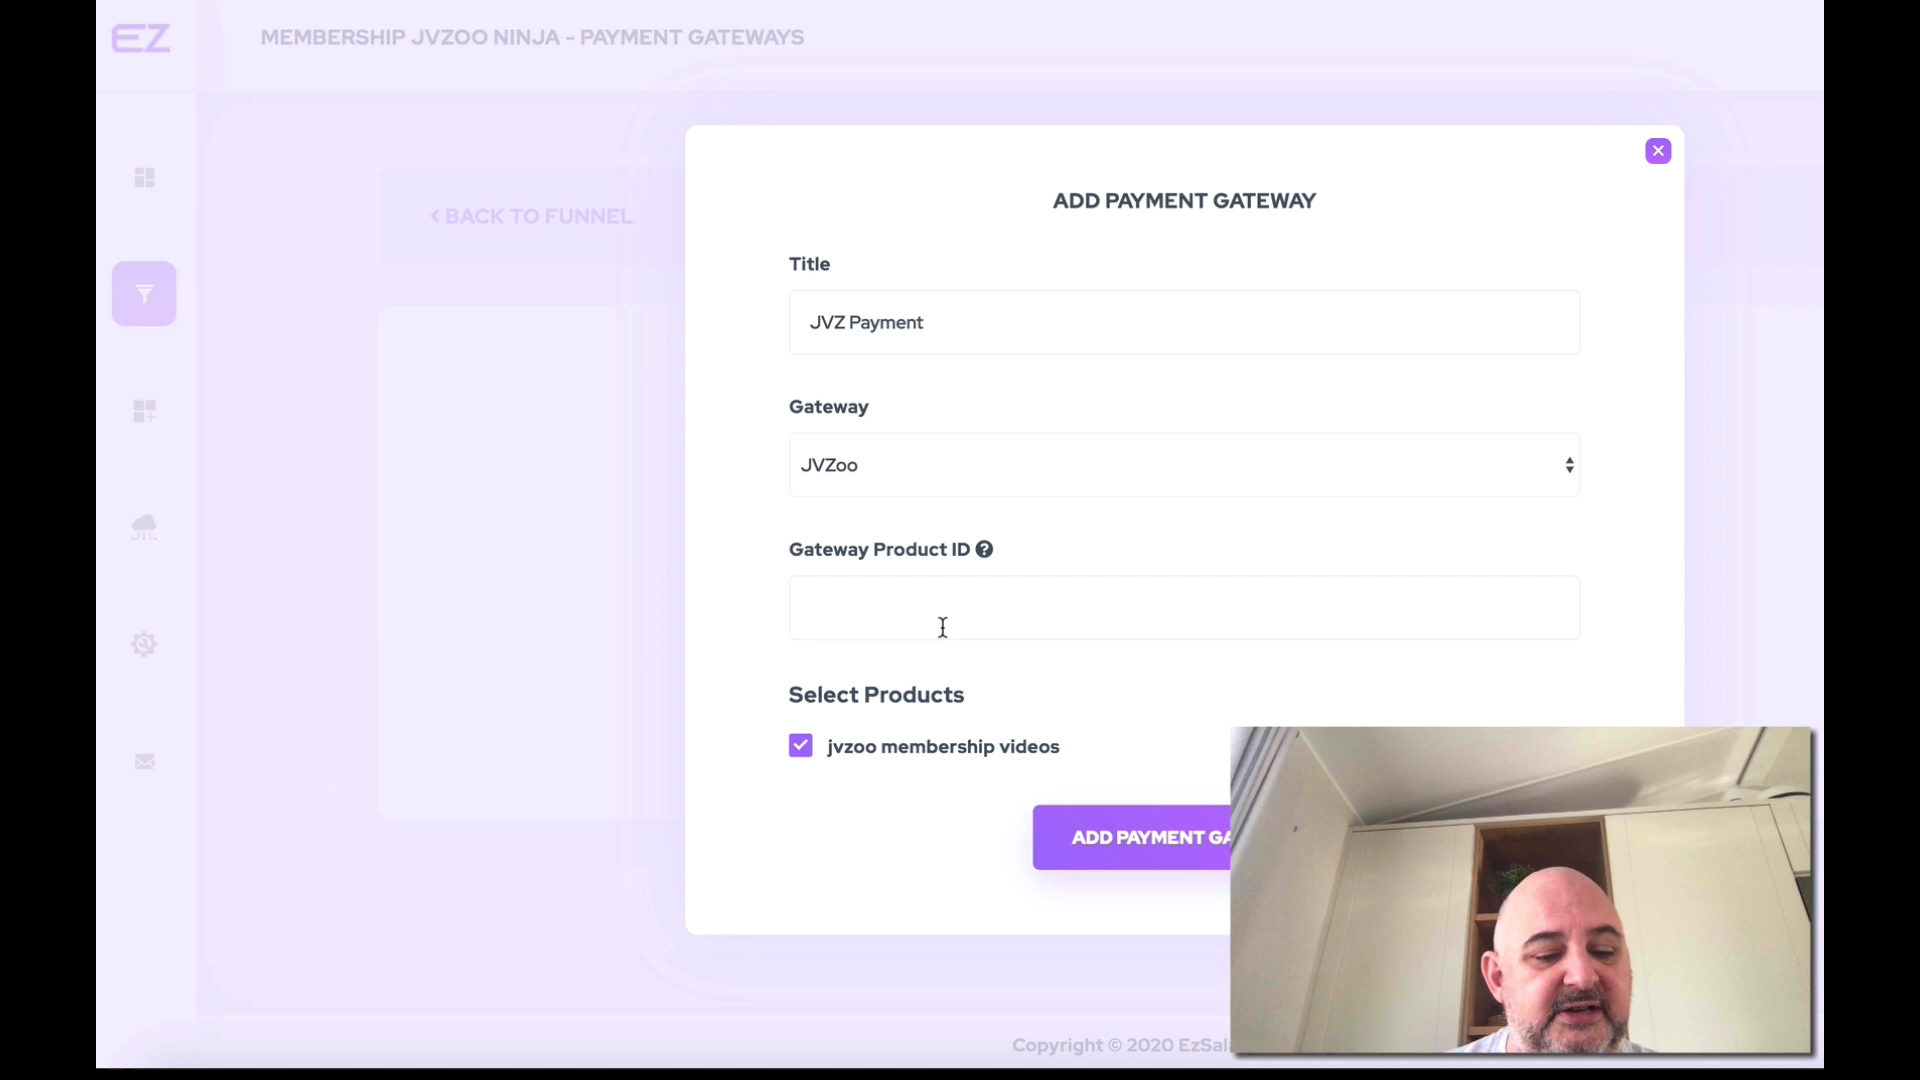 EZ
MEMBERSHIP JVZOO NINJA - PAYMENT GATEWAYS
< BACK TO FUNNEL
ADD PAYMENT GATEWAY
Title
JVZ Payment
Gateway
JVZoo
Gateway Product ID ?
Select Products
jvzoo membership videos
ADD PAYMENT GA
Copyright © 2020 EzSal